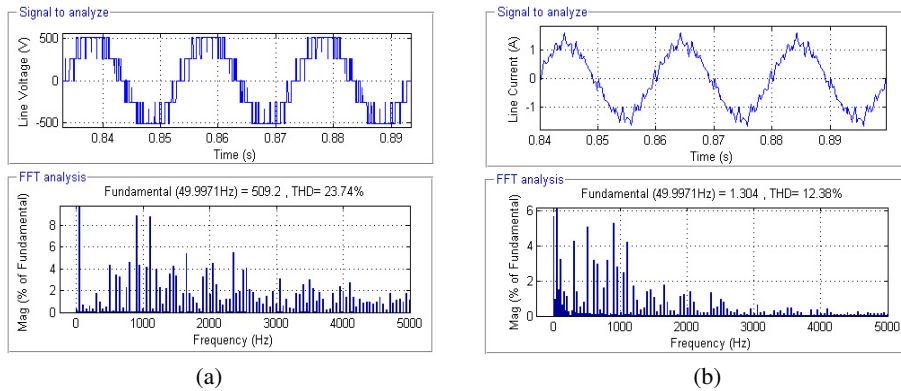 Signal to analyze
500
0
-500
Line Voltage (V)
0.84 0.85 0.86 0.87 0.88 0.89
Time (s)
FFT analysis
Fundamental (49.9971Hz) = 509.2 , THD= 23.74%
8
6
4
2
0
Mag (% of Fundamental)
0 1000 2000 3000 4000 5000
Frequency (Hz)
(a)
Signal to analyze
1
0
-1
Line Current (A)
0.84 0.85 0.86 0.87 0.88 0.89
Time (s)
FFT analysis
Fundamental (49.9971Hz) = 1.304 , THD= 12.38%
6
4
2
0
Mag (% of Fundamental)
0 1000 2000 3000 4000 5000
Frequency (Hz)
(b)